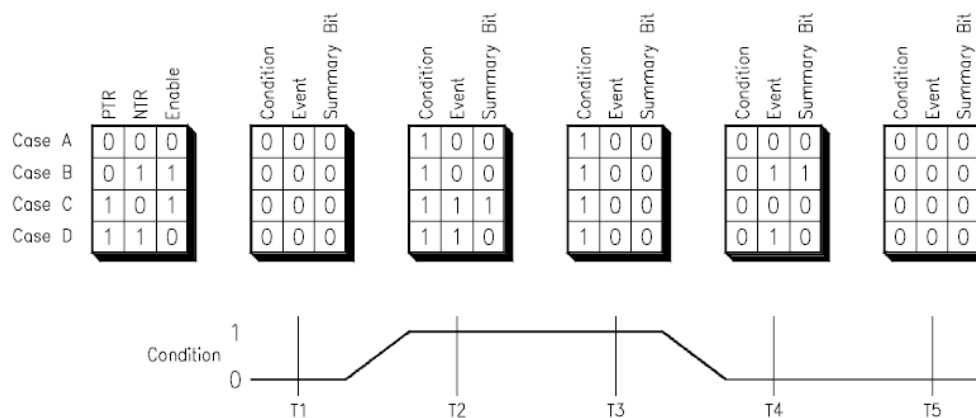 PTR NTR Enable Condition Event Summary Bit Condition Event Summary Bit Condition Event Summary Bit Condition Event Summary Bit Condition Event Summary Bit
Case A 0 0 0 0 0 0 1 0 0 1 0 0 0 0 0 0 0 0
Case B 0 1 1 0 0 0 1 0 0 1 0 0 0 1 1 0 0 0
Case C 1 0 1 0 0 0 1 1 1 1 0 0 0 0 0 0 0 0
Case D 1 1 0 0 0 0 1 1 0 1 0 0 0 1 0 0 0 0
1
Condition
0
T1 T2 T3 T4 T5